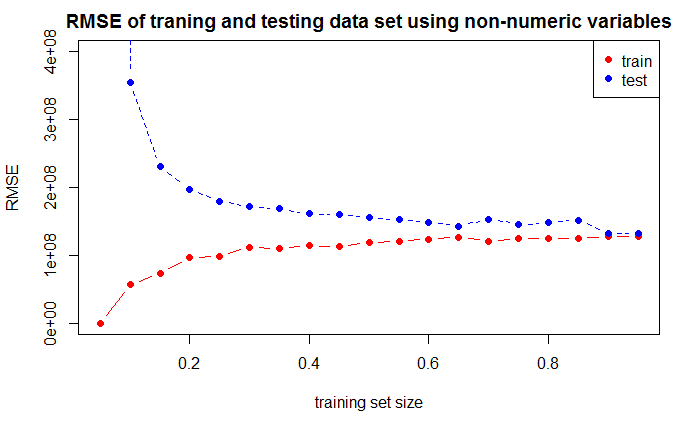 RMSE of traning and testing data set using non-numeric variables
train
test
RMSE
4e+08
3e+08
2e+08
1e+08
0e+00
0.2 0.4 0.6 0.8
training set size